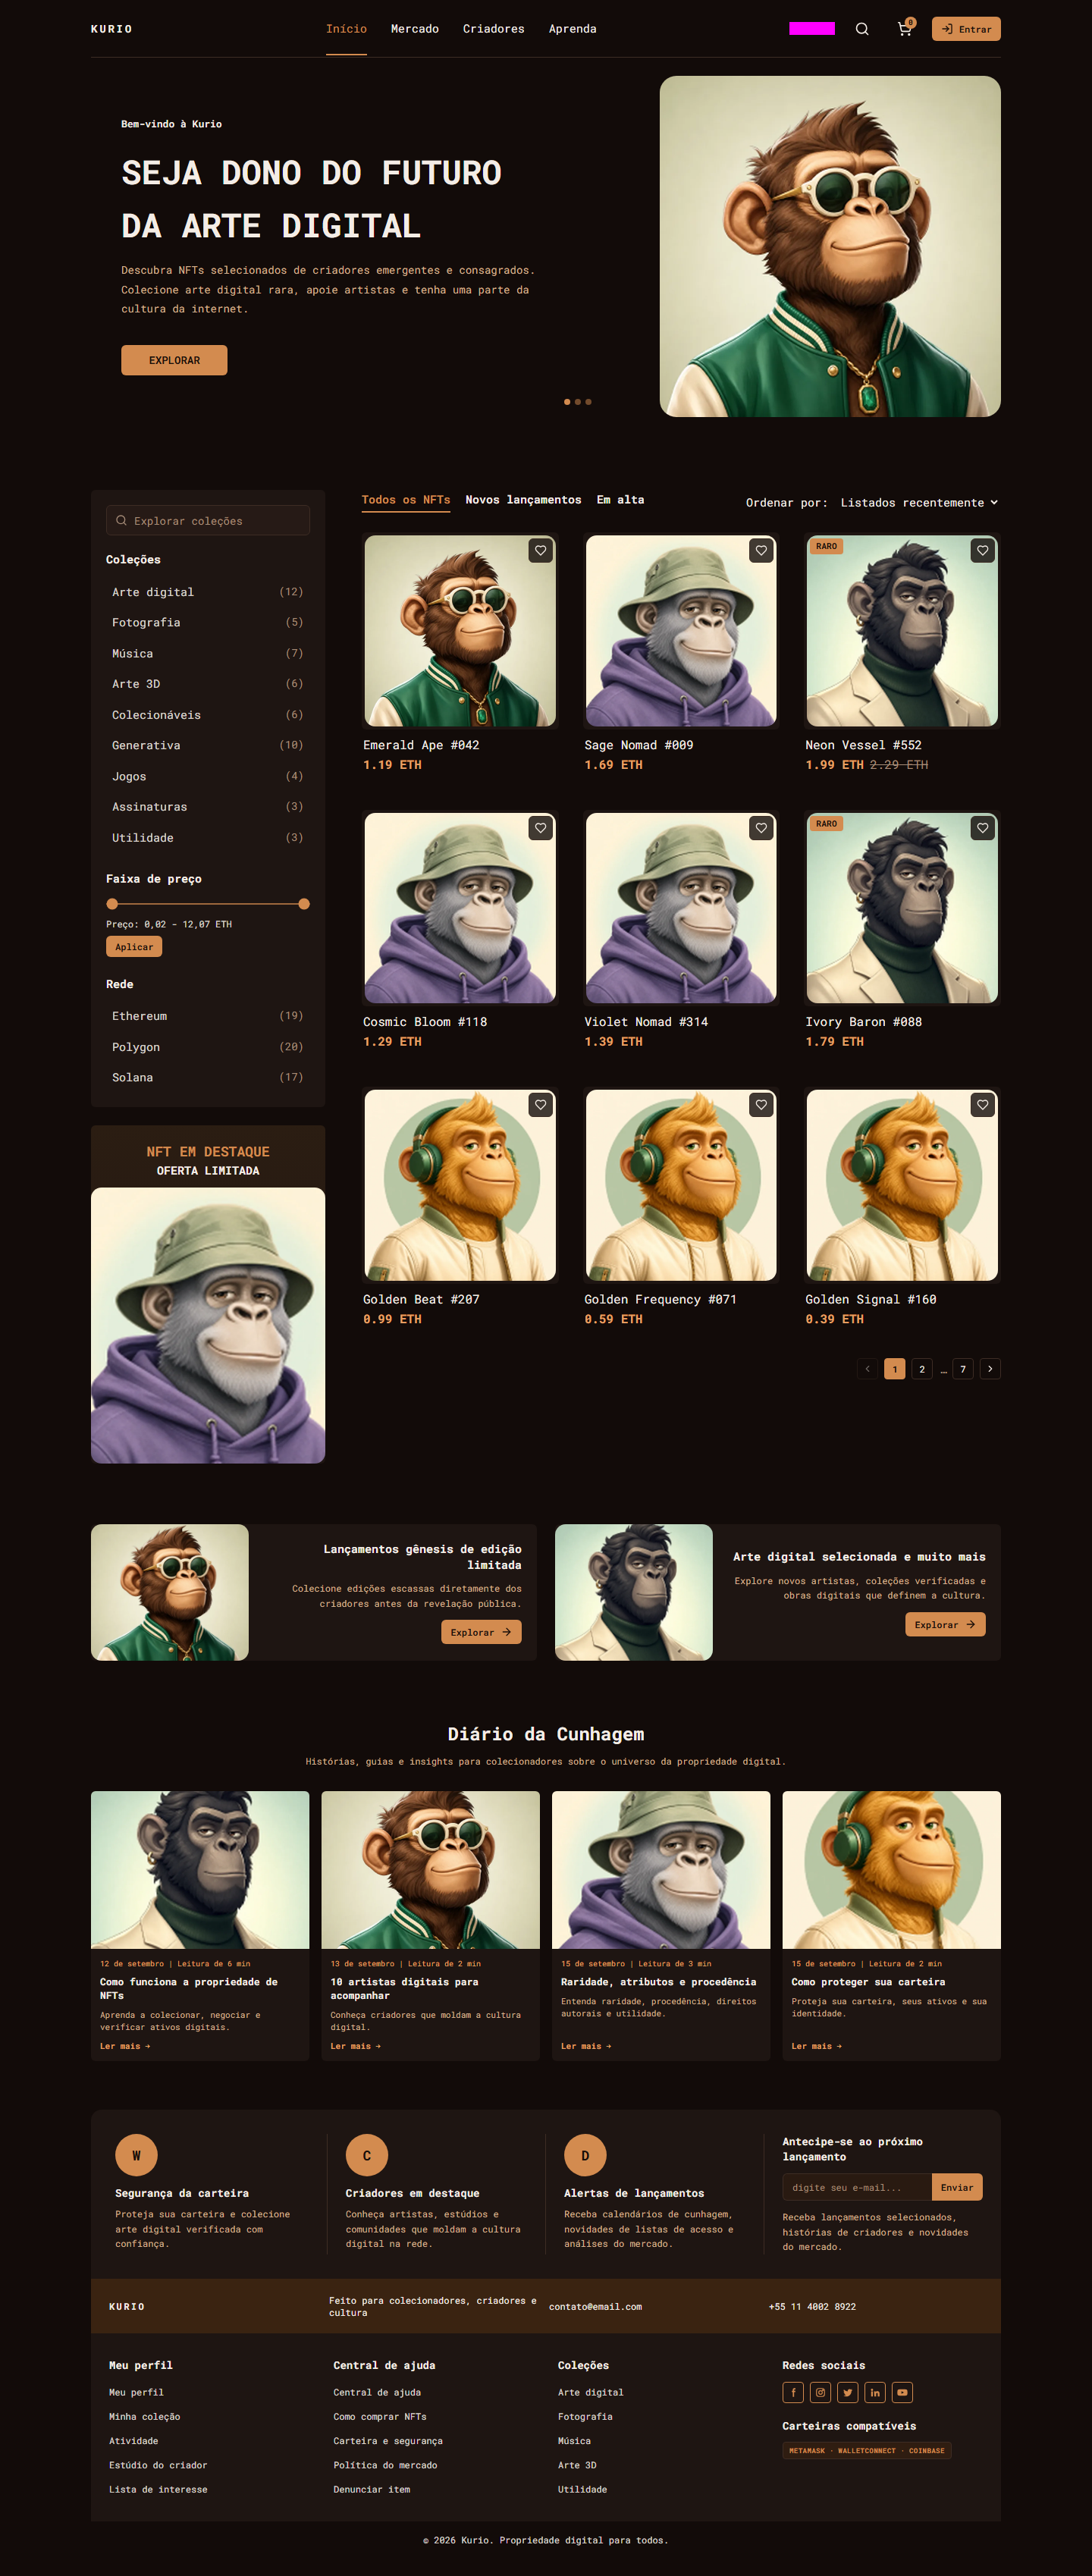 KURIO
Início
Mercado
Criadores
Aprenda
0
Entrar
Bem-vindo à Kurio
SEJA DONO DO FUTURO
DA ARTE DIGITAL
Descubra NFTs selecionados de criadores emergentes e consagrados.
Colecione arte digital rara, apoie artistas e tenha uma parte da
cultura da internet.
EXPLORAR
Explorar coleções
Coleções
Arte digital (12)
Fotografia (5)
Música (7)
Arte 3D (6)
Colecionáveis (6)
Generativa (10)
Jogos (4)
Assinaturas (3)
Utilidade (3)
Faixa de preço
Preço: 0,02 - 12,07 ETH
Aplicar
Rede
Ethereum (19)
Polygon (20)
Solana (17)
NFT EM DESTAQUE
OFERTA LIMITADA
Todos os NFTs
Novos lançamentos
Em alta
Ordenar por: Listados recentemente
Emerald Ape #042
1.19 ETH
Sage Nomad #009
1.69 ETH
RARO
Neon Vessel #552
1.99 ETH 2.29 ETH
Cosmic Bloom #118
1.29 ETH
Violet Nomad #314
1.39 ETH
RARO
Ivory Baron #088
1.79 ETH
Golden Beat #207
0.99 ETH
Golden Frequency #071
0.59 ETH
Golden Signal #160
0.39 ETH
1 2 … 7
Lançamentos gênesis de edição
limitada
Colecione edições escassas diretamente dos
criadores antes da revelação pública.
Explorar →
Arte digital selecionada e muito mais
Explore novos artistas, coleções verificadas e
obras digitais que definem a cultura.
Explorar →
Diário da Cunhagem
Histórias, guias e insights para colecionadores sobre o universo da propriedade digital.
12 de setembro | Leitura de 6 min
Como funciona a propriedade de
NFTs
Aprenda a colecionar, negociar e
verificar ativos digitais.
Ler mais →
13 de setembro | Leitura de 2 min
10 artistas digitais para
acompanhar
Conheça criadores que moldam a cultura
digital.
Ler mais →
15 de setembro | Leitura de 3 min
Raridade, atributos e procedência
Entenda raridade, procedência, direitos
autorais e utilidade.
Ler mais →
15 de setembro | Leitura de 2 min
Como proteger sua carteira
Proteja sua carteira, seus ativos e sua
identidade.
Ler mais →
W
Segurança da carteira
Proteja sua carteira e colecione
arte digital verificada com
confiança.
C
Criadores em destaque
Conheça artistas, estúdios e
comunidades que moldam a cultura
digital na rede.
D
Alertas de lançamentos
Receba calendários de cunhagem,
novidades de listas de acesso e
análises do mercado.
Antecipe-se ao próximo
lançamento
digite seu e-mail...
Enviar
Receba lançamentos selecionados,
histórias de criadores e novidades
do mercado.
KURIO
Feito para colecionadores, criadores e
cultura
contato@email.com
+55 11 4002 8922
Meu perfil
Meu perfil
Minha coleção
Atividade
Estúdio do criador
Lista de interesse
Central de ajuda
Central de ajuda
Como comprar NFTs
Carteira e segurança
Política do mercado
Denunciar item
Coleções
Arte digital
Fotografia
Música
Arte 3D
Utilidade
Redes sociais
Carteiras compatíveis
METAMASK · WALLETCONNECT · COINBASE
© 2026 Kurio. Propriedade digital para todos.